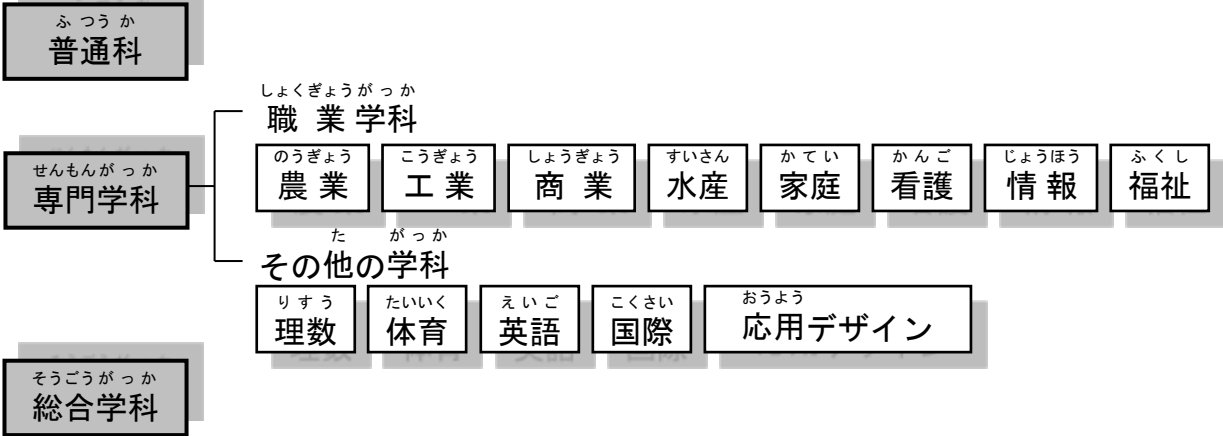 ふつうか
普通科
しょくぎょうがっか
職業学科
せんもんがっか
専門学科
のうぎょう こうぎょう しょうぎょう すいさん かてい かんご じょうほう ふくし
農業 工業 商業 水産 家庭 看護 情報 福祉
た がっか
その他の学科
りすう たいいく えいご こくさい おうよう
理数 体育 英語 国際 応用デザイン
そうごうがっか
総合学科